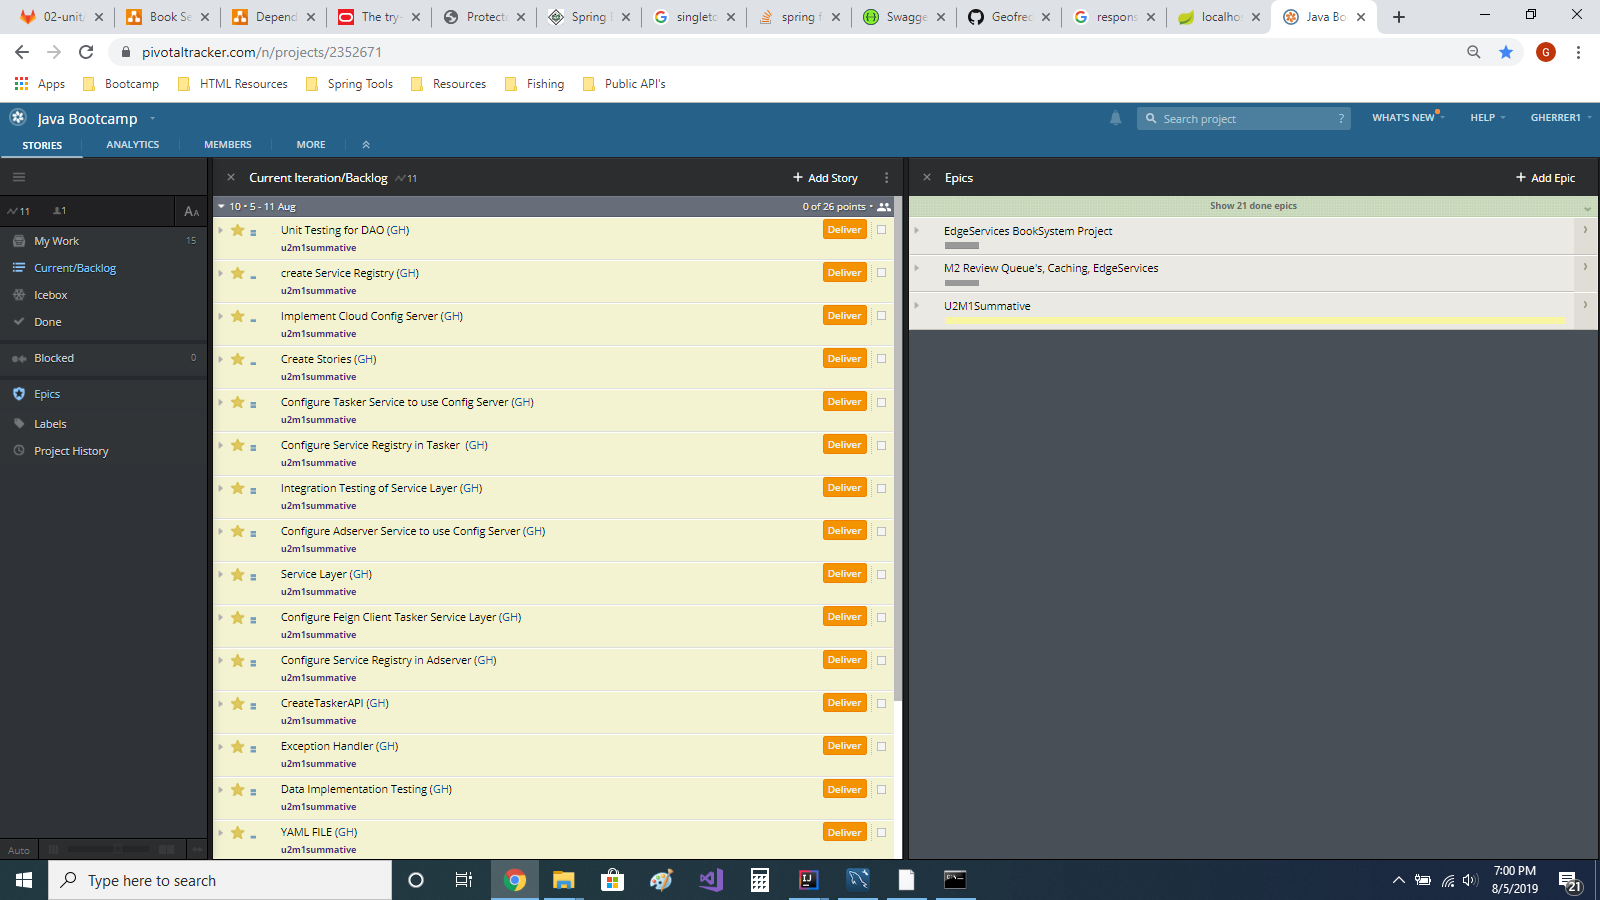 02-unit/
Book Se
Depend
The try-
Protecte
Spring E
singleto
spring f
Swagge
Geofred
respons
localhos
Java Bo
pivotaltracker.com/n/projects/2352671
G
Apps
Bootcamp
HTML Resources
Spring Tools
Resources
Fishing
Public API's
Java Bootcamp
Search project
?
WHAT'S NEW
HELP
GHERRER1
STORIES
ANALYTICS
MEMBERS
MORE
Current Iteration/Backlog
11
+ Add Story
Epics
+ Add Epic
11
1
AA
My Work 15
Current/Backlog
Icebox
Done
Blocked 0
Epics
Labels
Project History
Auto
10 • 5 - 11 Aug
0 of 26 points •
Unit Testing for DAO (GH)
u2m1summative
Deliver
create Service Registry (GH)
u2m1summative
Deliver
Implement Cloud Config Server (GH)
u2m1summative
Deliver
Create Stories (GH)
u2m1summative
Deliver
Configure Tasker Service to use Config Server (GH)
u2m1summative
Deliver
Configure Service Registry in Tasker (GH)
u2m1summative
Deliver
Integration Testing of Service Layer (GH)
u2m1summative
Deliver
Configure Adserver Service to use Config Server (GH)
u2m1summative
Deliver
Service Layer (GH)
u2m1summative
Deliver
Configure Feign Client Tasker Service Layer (GH)
u2m1summative
Deliver
Configure Service Registry in Adserver (GH)
u2m1summative
Deliver
CreateTaskerAPI (GH)
u2m1summative
Deliver
Exception Handler (GH)
u2m1summative
Deliver
Data Implementation Testing (GH)
u2m1summative
Deliver
YAML FILE (GH)
u2m1summative
Deliver
Show 21 done epics
EdgeServices BookSystem Project
M2 Review Queue's, Caching, EdgeServices
U2M1Summative
Type here to search
7:00 PM
8/5/2019
21